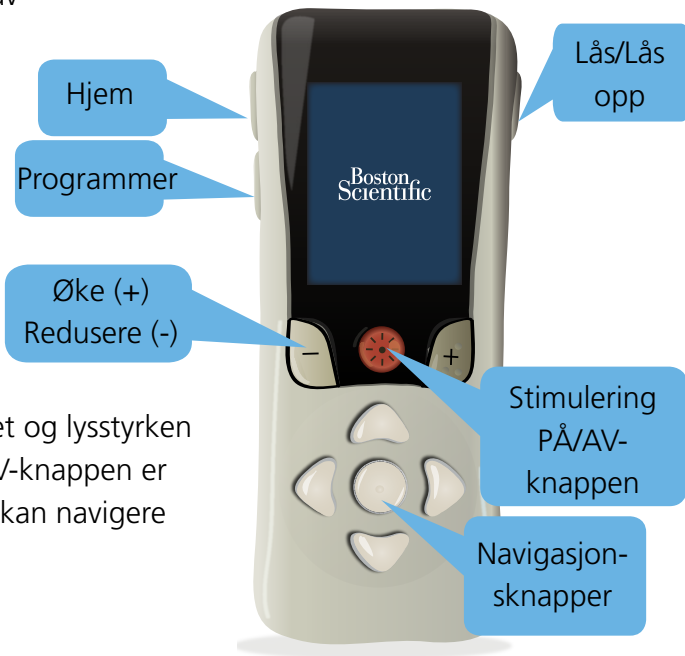 Hjem
Lås/Lås
opp
Programmer
Boston
Scientific
Øke (+)
Redusere (-)
−
+
Stimulering
PÅ/AV-
knappen
et og lysstyrken
V-knappen er
kan navigere
Navigasjon-
sknapper